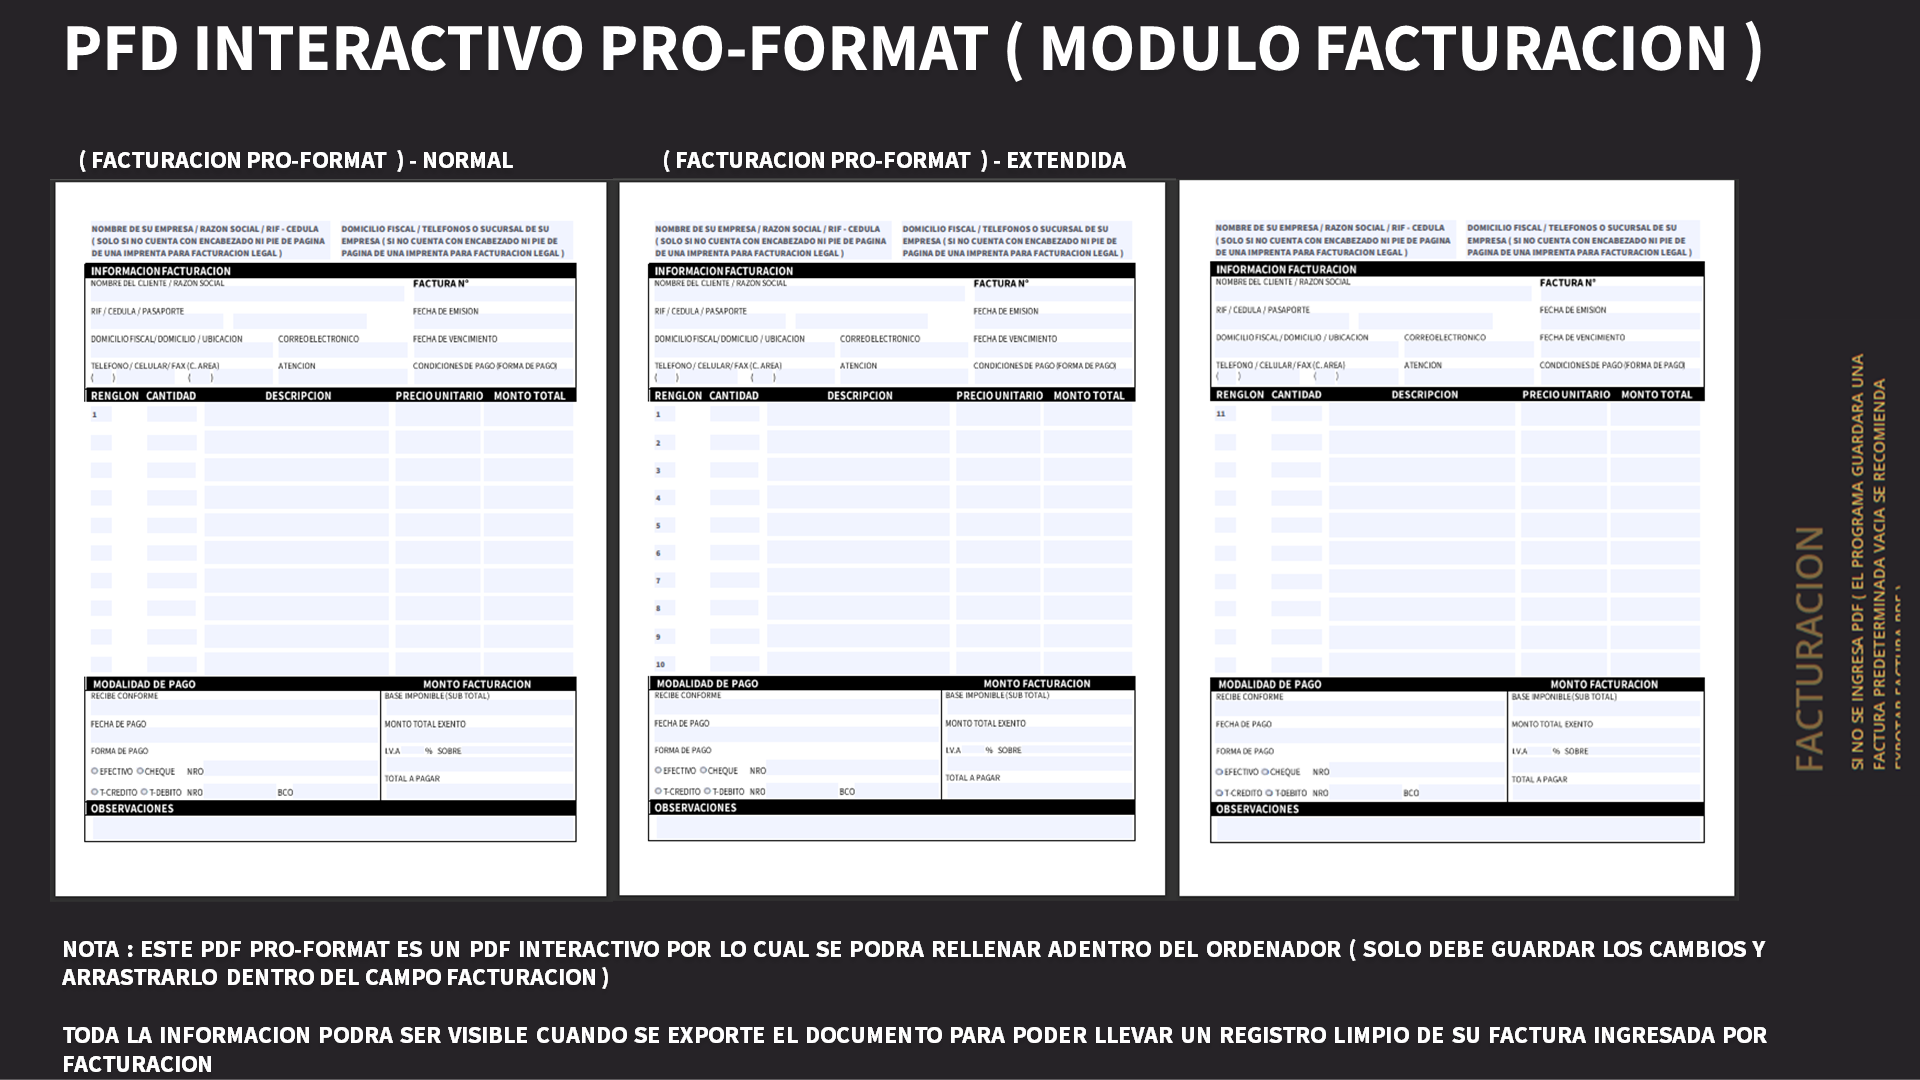 PFD INTERACTIVO PRO-FORMAT ( MODULO FACTURACION )
( FACTURACION PRO-FORMAT ) - NORMAL
( FACTURACION PRO-FORMAT ) - EXTENDIDA
NOMBRE DE SU EMPRESA / RAZON SOCIAL / RIF - CEDULA
( SOLO SI NO CUENTA CON ENCABEZADO NI PIE DE PAGINA
DE UNA IMPRENTA PARA FACTURACION LEGAL )
DOMICILIO FISCAL / TELEFONOS O SUCURSAL DE SU
EMPRESA ( SI NO CUENTA CON ENCABEZADO NI PIE DE
PAGINA DE UNA IMPRENTA PARA FACTURACION LEGAL )
INFORMACION FACTURACION
NOMBRE DEL CLIENTE / RAZON SOCIAL
FACTURA N°
RIF / CEDULA / PASAPORTE
FECHA DE EMISION
DOMICILIO FISCAL/ DOMICILIO / UBICACION
CORREO ELECTRONICO
FECHA DE VENCIMIENTO
TELEFONO / CELULAR/ FAX (C. AREA)
ATENCION
CONDICIONES DE PAGO (FORMA DE PAGO)
( ) ( )
RENGLON CANTIDAD DESCRIPCION PRECIO UNITARIO MONTO TOTAL
1
MODALIDAD DE PAGO MONTO FACTURACION
RECIBE CONFORME
BASE IMPONIBLE (SUB TOTAL)
FECHA DE PAGO
MONTO TOTAL EXENTO
FORMA DE PAGO
I.V.A % SOBRE
EFECTIVO CHEQUE NRO
TOTAL A PAGAR
T-CREDITO T-DEBITO NRO BCO
OBSERVACIONES
NOMBRE DE SU EMPRESA / RAZON SOCIAL / RIF - CEDULA
( SOLO SI NO CUENTA CON ENCABEZADO NI PIE DE PAGINA
DE UNA IMPRENTA PARA FACTURACION LEGAL )
DOMICILIO FISCAL / TELEFONOS O SUCURSAL DE SU
EMPRESA ( SI NO CUENTA CON ENCABEZADO NI PIE DE
PAGINA DE UNA IMPRENTA PARA FACTURACION LEGAL )
INFORMACION FACTURACION
NOMBRE DEL CLIENTE / RAZON SOCIAL
FACTURA N°
RIF / CEDULA / PASAPORTE
FECHA DE EMISION
DOMICILIO FISCAL/ DOMICILIO / UBICACION
CORREO ELECTRONICO
FECHA DE VENCIMIENTO
TELEFONO / CELULAR/ FAX (C. AREA)
ATENCION
CONDICIONES DE PAGO (FORMA DE PAGO)
( ) ( )
RENGLON CANTIDAD DESCRIPCION PRECIO UNITARIO MONTO TOTAL
1
2
3
4
5
6
7
8
9
10
MODALIDAD DE PAGO MONTO FACTURACION
RECIBE CONFORME
BASE IMPONIBLE (SUB TOTAL)
FECHA DE PAGO
MONTO TOTAL EXENTO
FORMA DE PAGO
I.V.A % SOBRE
EFECTIVO CHEQUE NRO
TOTAL A PAGAR
T-CREDITO T-DEBITO NRO BCO
OBSERVACIONES
NOMBRE DE SU EMPRESA / RAZON SOCIAL / RIF - CEDULA
( SOLO SI NO CUENTA CON ENCABEZADO NI PIE DE PAGINA
DE UNA IMPRENTA PARA FACTURACION LEGAL )
DOMICILIO FISCAL / TELEFONOS O SUCURSAL DE SU
EMPRESA ( SI NO CUENTA CON ENCABEZADO NI PIE DE
PAGINA DE UNA IMPRENTA PARA FACTURACION LEGAL )
INFORMACION FACTURACION
NOMBRE DEL CLIENTE / RAZON SOCIAL
FACTURA N°
RIF / CEDULA / PASAPORTE
FECHA DE EMISION
DOMICILIO FISCAL/ DOMICILIO / UBICACION
CORREO ELECTRONICO
FECHA DE VENCIMIENTO
TELEFONO / CELULAR/ FAX (C. AREA)
ATENCION
CONDICIONES DE PAGO (FORMA DE PAGO)
( ) ( )
RENGLON CANTIDAD DESCRIPCION PRECIO UNITARIO MONTO TOTAL
11
MODALIDAD DE PAGO MONTO FACTURACION
RECIBE CONFORME
BASE IMPONIBLE (SUB TOTAL)
FECHA DE PAGO
MONTO TOTAL EXENTO
FORMA DE PAGO
I.V.A % SOBRE
EFECTIVO CHEQUE NRO
TOTAL A PAGAR
T-CREDITO T-DEBITO NRO BCO
OBSERVACIONES
FACTURACION
SI NO SE INGRESA PDF ( EL PROGRAMA GUARDARA UNA
FACTURA PREDETERMINADA VACIA SE RECOMIENDA
NOTA : ESTE PDF PRO-FORMAT ES UN PDF INTERACTIVO POR LO CUAL SE PODRA RELLENAR ADENTRO DEL ORDENADOR ( SOLO DEBE GUARDAR LOS CAMBIOS Y
ARRASTRARLO DENTRO DEL CAMPO FACTURACION )
TODA LA INFORMACION PODRA SER VISIBLE CUANDO SE EXPORTE EL DOCUMENTO PARA PODER LLEVAR UN REGISTRO LIMPIO DE SU FACTURA INGRESADA POR
FACTURACION